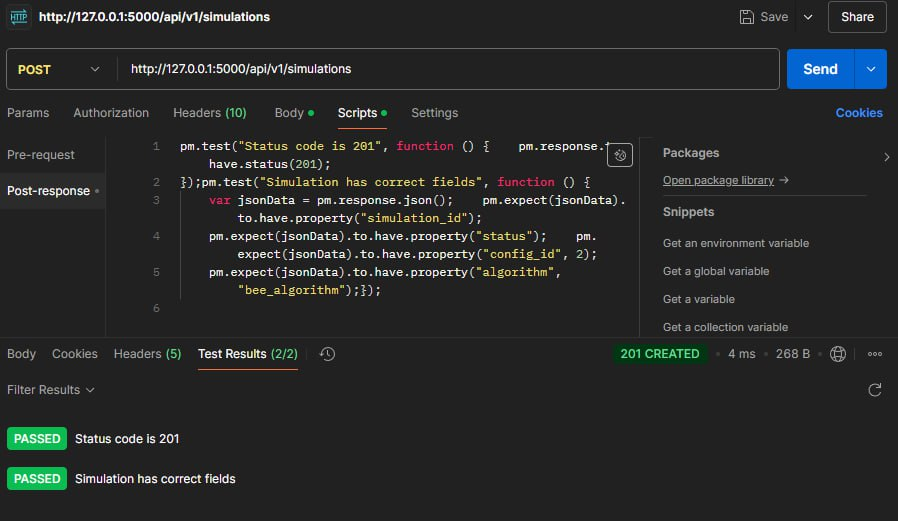 HTTP http://127.0.0.1:5000/api/v1/simulations Save Share
POST http://127.0.0.1:5000/api/v1/simulations Send
Params Authorization Headers (10) Body Scripts Settings Cookies
Pre-request
Post-response
1 pm.test("Status code is 201", function () {    pm.response.
have.status(201);
2 });pm.test("Simulation has correct fields", function () {
3 var jsonData = pm.response.json();    pm.expect(jsonData).
to.have.property("simulation_id");
4 pm.expect(jsonData).to.have.property("status");    pm.
expect(jsonData).to.have.property("config_id", 2);
5 pm.expect(jsonData).to.have.property("algorithm",
"bee_algorithm");});
6
Packages
Open package library →
Snippets
Get an environment variable
Get a global variable
Get a variable
Get a collection variable
Body Cookies Headers (5) Test Results (2/2) 201 CREATED • 4 ms • 268 B
Filter Results
PASSED Status code is 201
PASSED Simulation has correct fields